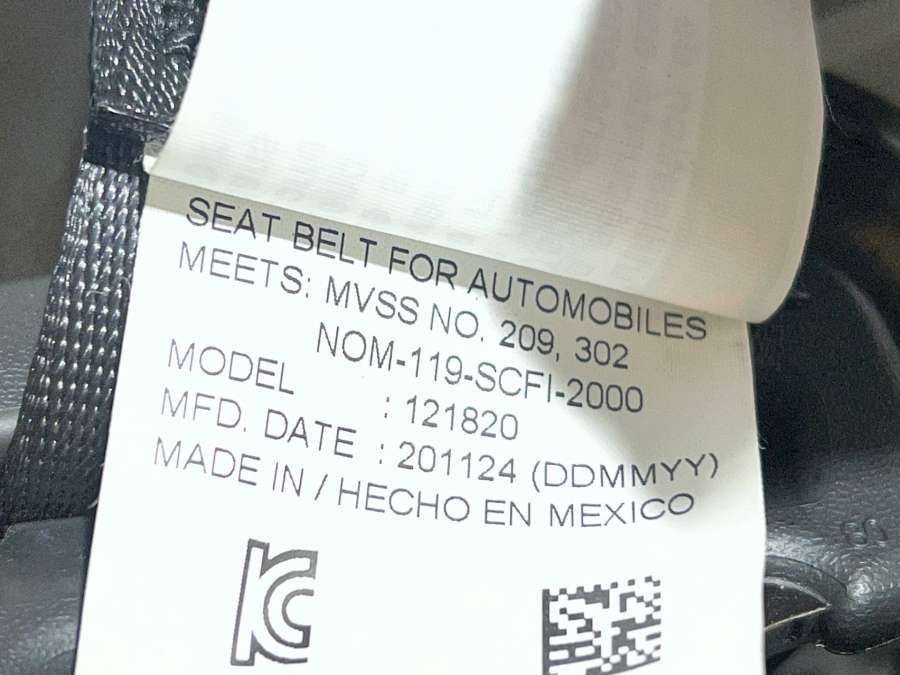 SEAT BELT FOR AUTOMOBILES
MEETS: MVSS NO. 209, 302
NOM-119-SCFI-2000
MODEL : 121820
MFD. DATE : 201124 (DDMMYY)
MADE IN / HECHO EN MEXICO
KC
S